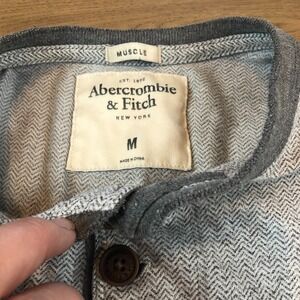 MUSCLE
EST. 1892
Abercrombie
& Fitch
NEW YORK
M
MADE IN CHINA